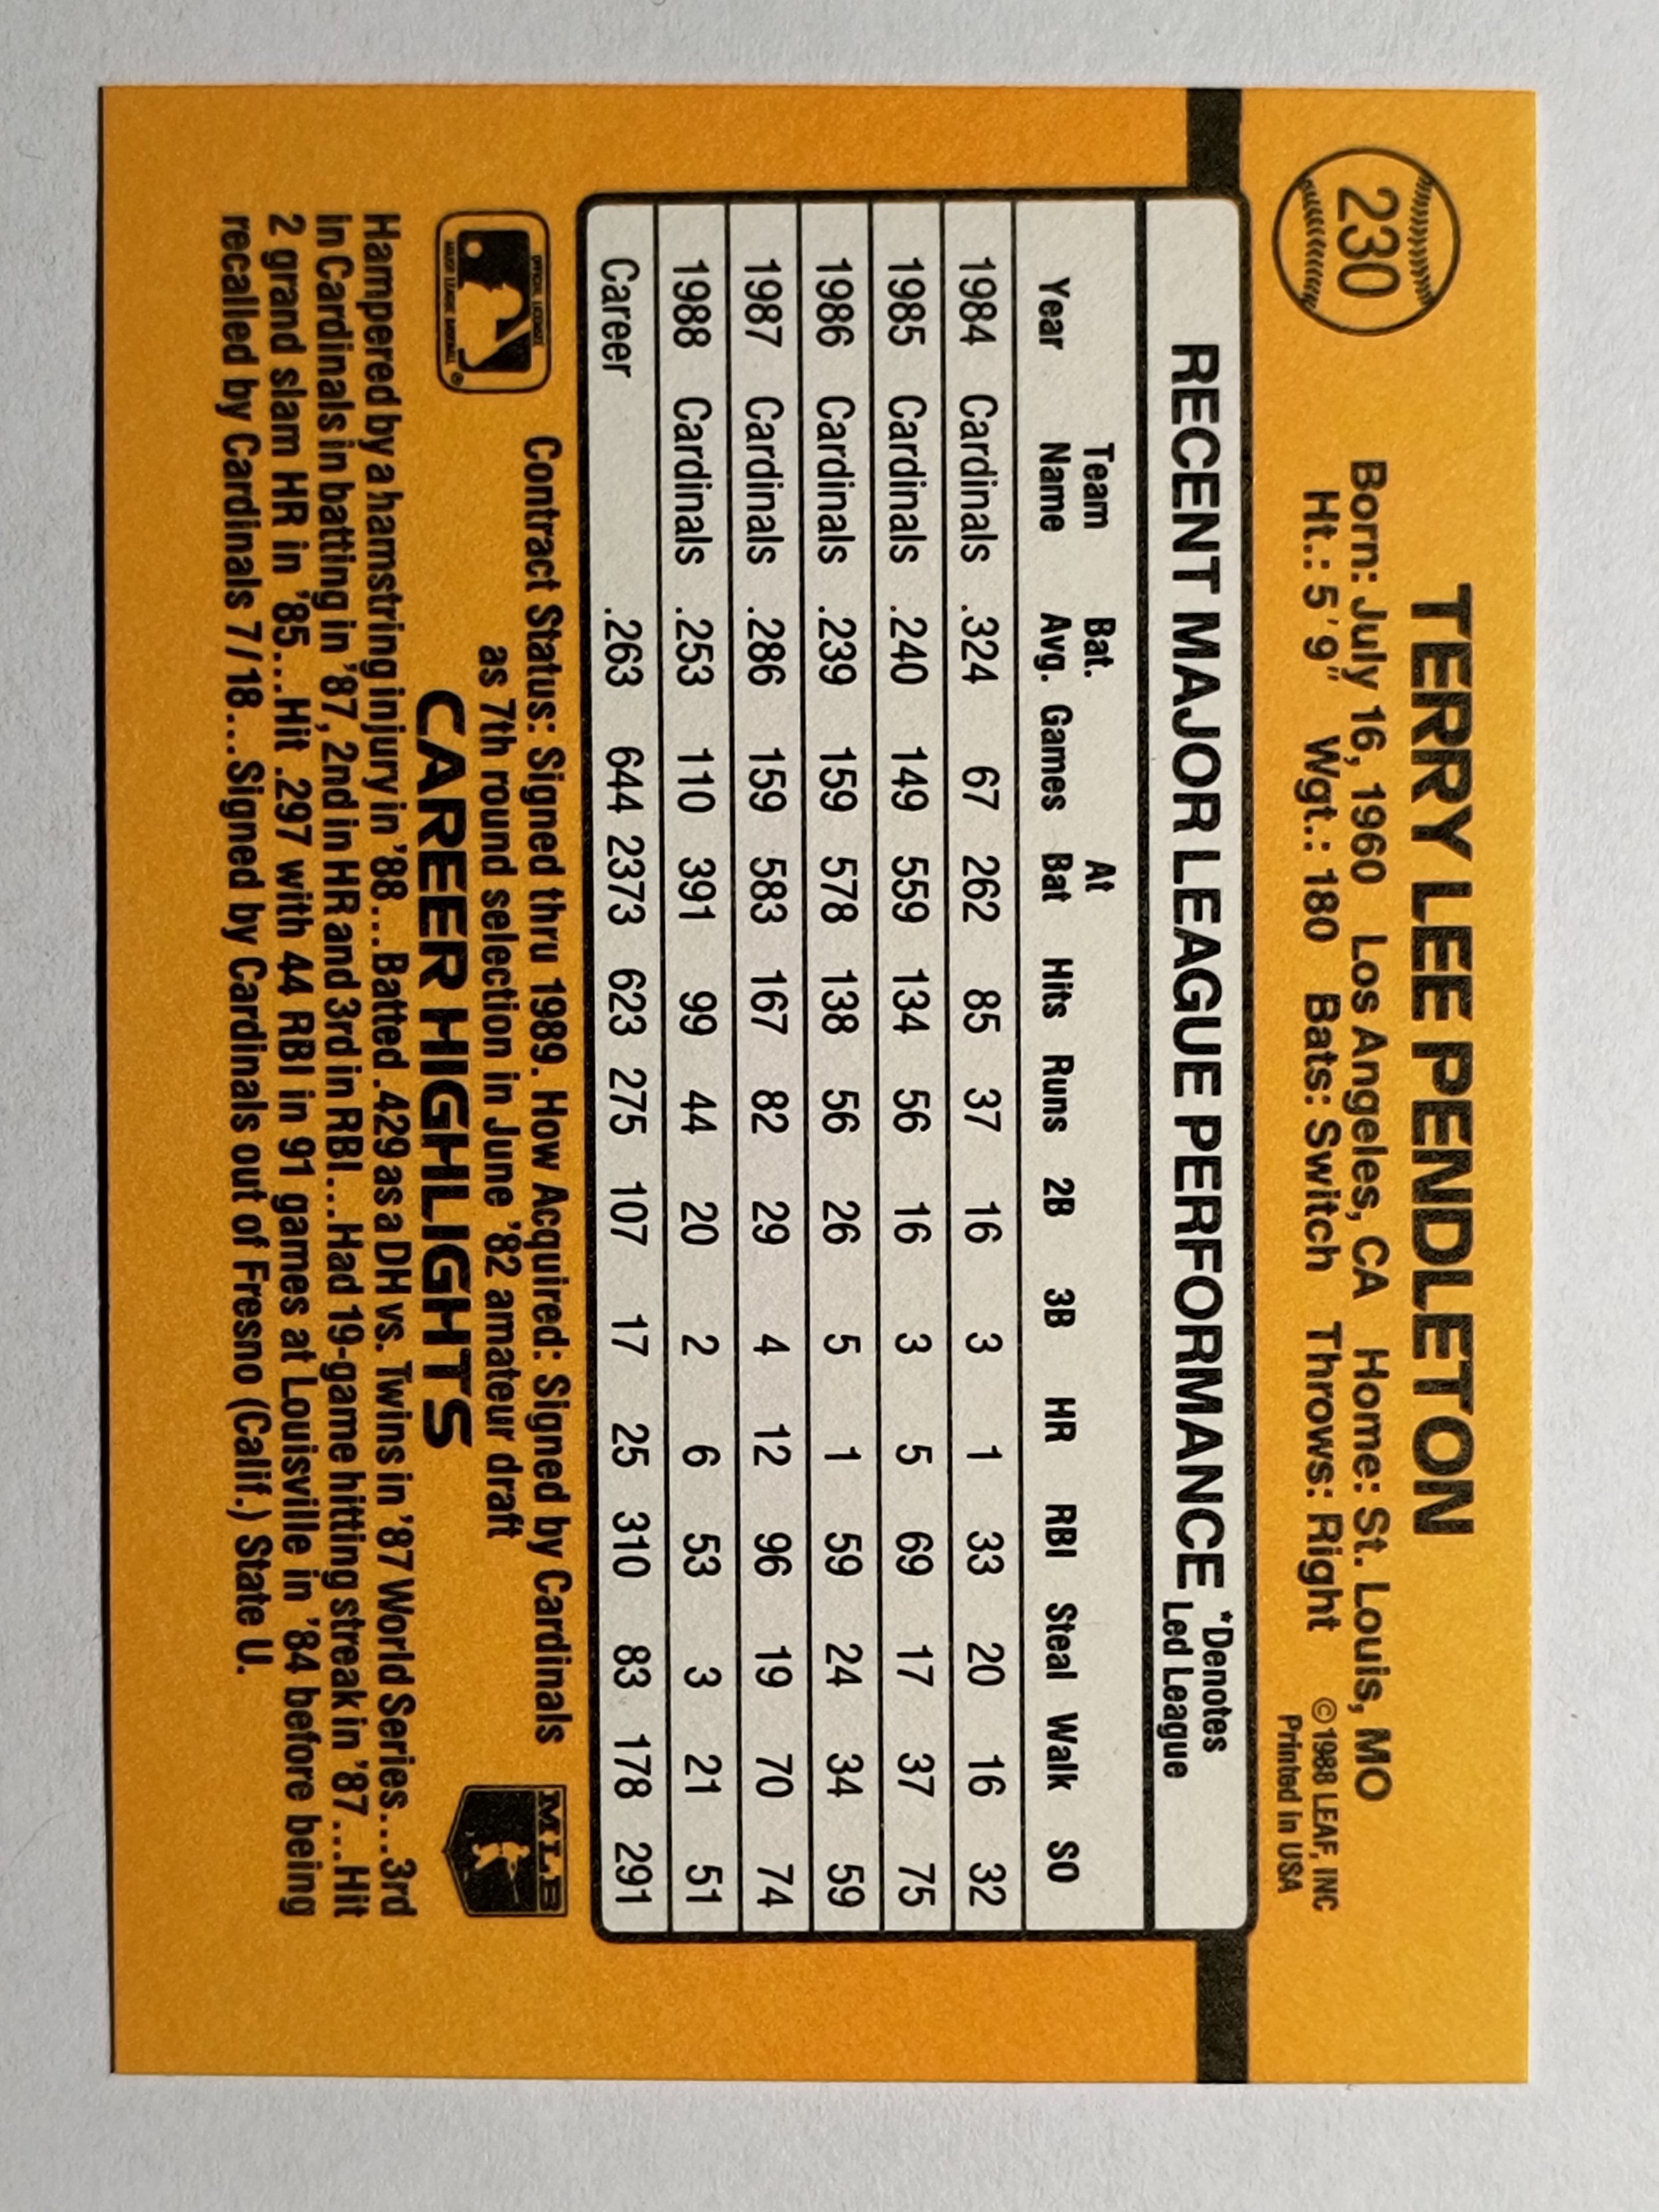 230
TERRY LEE PENDLETON
Born: July 16, 1960 Los Angeles, CA Home: St. Louis, MO
Ht.: 5'9" Wgt.: 180 Bats: Switch Throws: Right
©1988 LEAF, INC
Printed in USA
RECENT MAJOR LEAGUE PERFORMANCE *Denotes
Led League
Team Bat. At
Year Name Avg. Games Bat Hits Runs 2B 3B HR RBI Steal Walk SO
1984 Cardinals .324 67 262 85 37 16 3 1 33 20 16 32
1985 Cardinals .240 149 559 134 56 16 3 5 69 17 37 75
1986 Cardinals .239 159 578 138 56 26 5 1 59 24 34 59
1987 Cardinals .286 159 583 167 82 29 4 12 96 19 70 74
1988 Cardinals .253 110 391 99 44 20 2 6 53 3 21 51
Career .263 644 2373 623 275 107 17 25 310 83 178 291
OFFICIAL LICENSEE
MAJOR LEAGUE BASEBALL
®
Contract Status: Signed thru 1989. How Acquired: Signed by Cardinals
as 7th round selection in June '82 amateur draft
MLB
CAREER HIGHLIGHTS
Hampered by a hamstring injury in '88...Batted .429 as a DH vs. Twins in '87 World Series...3rd
in Cardinals in batting in '87, 2nd in HR and 3rd in RBI...Had 19-game hitting streak in '87...Hit
2 grand slam HR in '85...Hit .297 with 44 RBI in 91 games at Louisville in '84 before being
recalled by Cardinals 7/18...Signed by Cardinals out of Fresno (Calif.) State U.